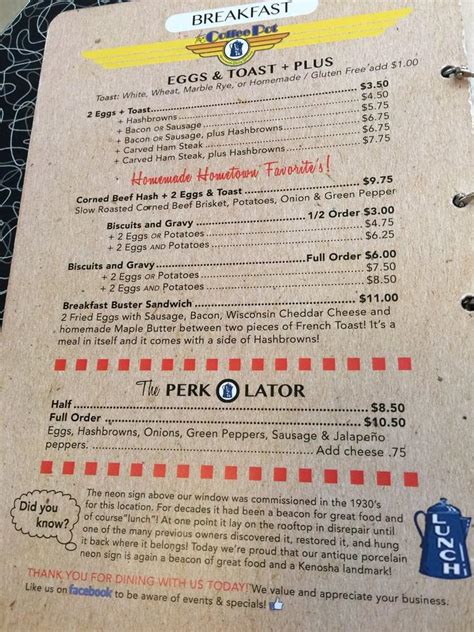 BREAKFAST
the Coffee Pot
EGGS & TOAST + PLUS
Toast: White, Wheat, Marble Rye, or Homemade / Gluten Free add $1.00
2 Eggs + Toast $3.50
+ Hashbrowns $4.50
+ Bacon OR Sausage $5.75
+ Bacon OR Sausage, plus Hashbrowns $6.75
+ Carved Ham Steak $6.75
+ Carved Ham Steak, plus Hashbrowns $7.75
Homemade Hometown Favorite's!
Corned Beef Hash + 2 Eggs & Toast $9.75
Slow Roasted Corned Beef Brisket, Potatoes, Onion & Green Pepper
Biscuits and Gravy 1/2 Order $3.00
+ 2 Eggs OR Potatoes $4.75
+ 2 Eggs AND Potatoes $6.25
Biscuits and Gravy Full Order $6.00
+ 2 Eggs OR Potatoes $7.50
+ 2 Eggs AND Potatoes $8.50
Breakfast Buster Sandwich $11.00
2 Fried Eggs with Sausage, Bacon, Wisconsin Cheddar Cheese and
homemade Maple Butter between two pieces of French Toast! It's a
meal in itself and it comes with a side of Hashbrowns!
The PERK O LATOR
Half $8.50
Full Order $10.50
Eggs, Hashbrowns, Onions, Green Peppers, Sausage & Jalapeño
peppers. Add cheese .75
Did you
know?
The neon sign above our window was commissioned in the 1930's
for this location. For decades it had been a beacon for great food and
of course "lunch"! At one point it lay on the rooftop in disrepair until
one of the many previous owners discovered it, restored it, and hung
it back where it belongs! Today we're proud that our antique porcelain
neon sign is again a beacon of great food and a Kenosha landmark!
LUNCH
THANK YOU FOR DINING WITH US TODAY! We value and appreciate your business.
Like us on facebook to be aware of events & specials!